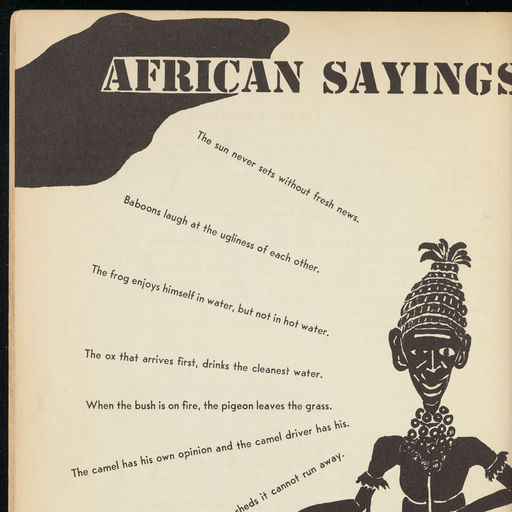 AFRICAN SAYINGS
The sun never sets without fresh news.
Baboons laugh at the ugliness of each other.
The frog enjoys himself in water, but not in hot water.
The ox that arrives first, drinks the cleanest water.
When the bush is on fire, the pigeon leaves the grass.
The camel has his own opinion and the camel driver has his.
it cannot run away.